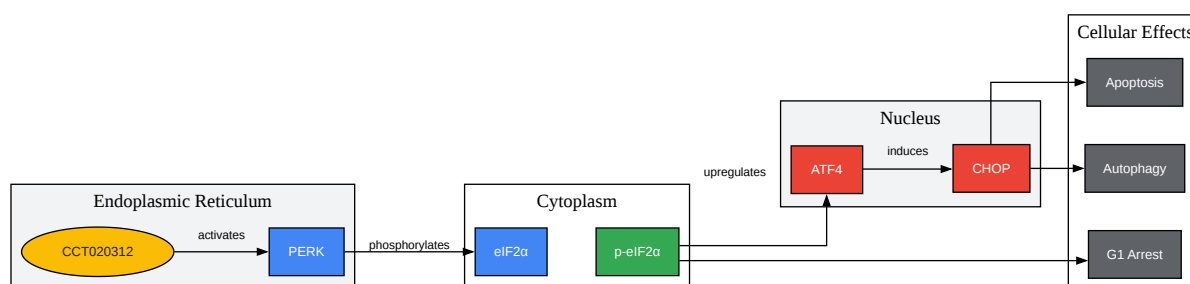 Cellular Effects
Apoptosis
Nucleus
induces
ATF4
CHOP
Autophagy
upregulates
Endoplasmic Reticulum
Cytoplasm
activates
CCT020312
PERK
phosphorylates
eIF2α
p-eIF2α
G1 Arrest